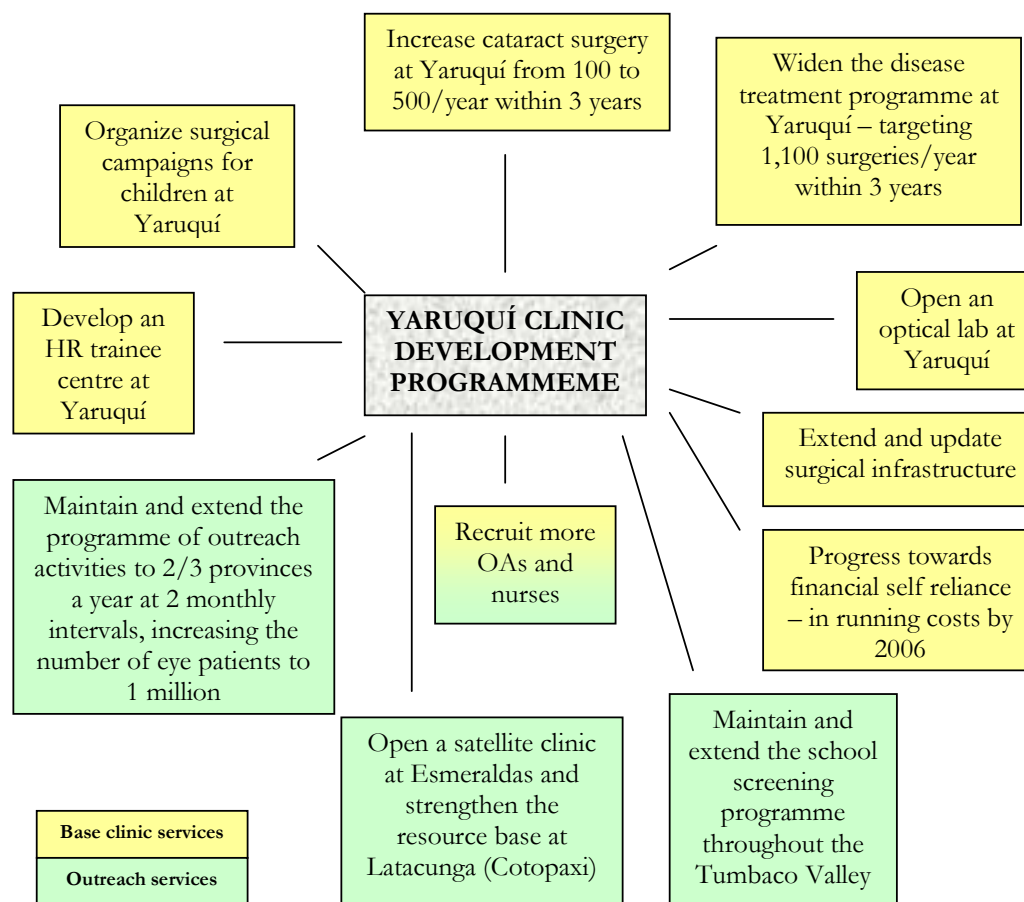 Increase cataract surgery
at Yaruquí from 100 to
500/year within 3 years
Widen the disease
treatment programme at
Yaruquí – targeting
1,100 surgeries/year
within 3 years
Organize surgical
campaigns for
children at
Yaruquí
Develop an
HR trainee
centre at
Yaruquí
YARUQUÍ CLINIC
DEVELOPMENT
PROGRAMMEME
Open an
optical lab at
Yaruquí
Extend and update
surgical infrastructure
Maintain and extend the
programme of outreach
activities to 2/3 provinces
a year at 2 monthly
intervals, increasing the
number of eye patients to
1 million
Recruit more
OAs and
nurses
Progress towards
financial self reliance
– in running costs by
2006
Open a satellite clinic
at Esmeraldas and
strengthen the
resource base at
Latacunga (Cotopaxi)
Maintain and
extend the school
screening
programme
throughout the
Tumbaco Valley
Base clinic services
Outreach services